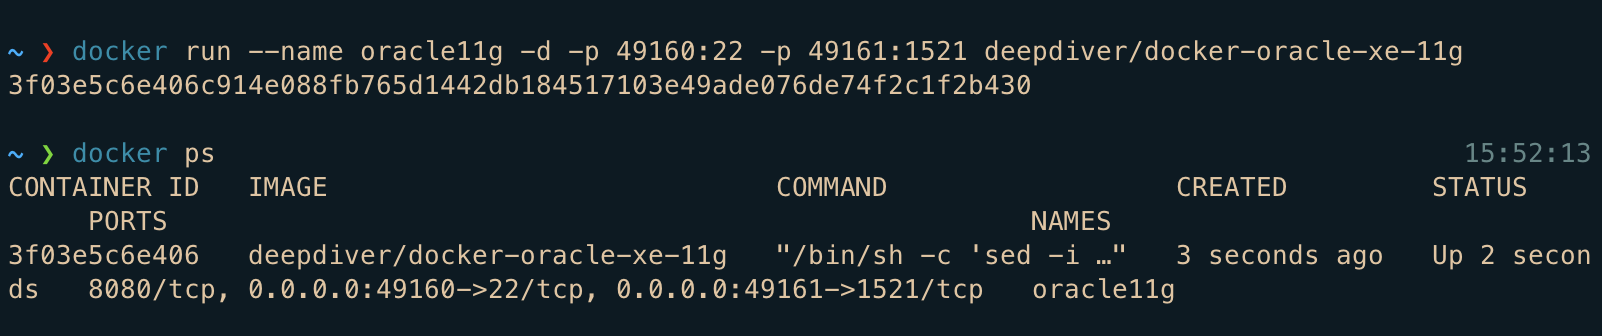 ~ ❯ docker run --name oracle11g -d -p 49160:22 -p 49161:1521 deepdiver/docker-oracle-xe-11g
3f03e5c6e406c914e088fb765d1442db184517103e49ade076de74f2c1f2b430
~ ❯ docker ps 15:52:13
CONTAINER ID IMAGE COMMAND CREATED STATUS
PORTS NAMES
3f03e5c6e406 deepdiver/docker-oracle-xe-11g "/bin/sh -c 'sed -i …" 3 seconds ago Up 2 secon
ds 8080/tcp, 0.0.0.0:49160->22/tcp, 0.0.0.0:49161->1521/tcp oracle11g